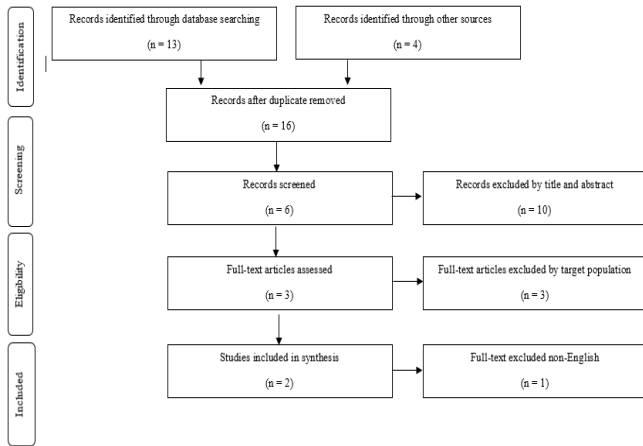 Identification
Records identified through database searching
(n = 13)
Records identified through other sources
(n = 4)
Records after duplicate removed
(n = 16)
Screening
Records screened
(n = 6)
Records excluded by title and abstract
(n = 10)
Eligibility
Full-text articles assessed
(n = 3)
Full-text articles excluded by target population
(n = 3)
Included
Studies included in synthesis
(n = 2)
Full-text excluded non-English
(n = 1)